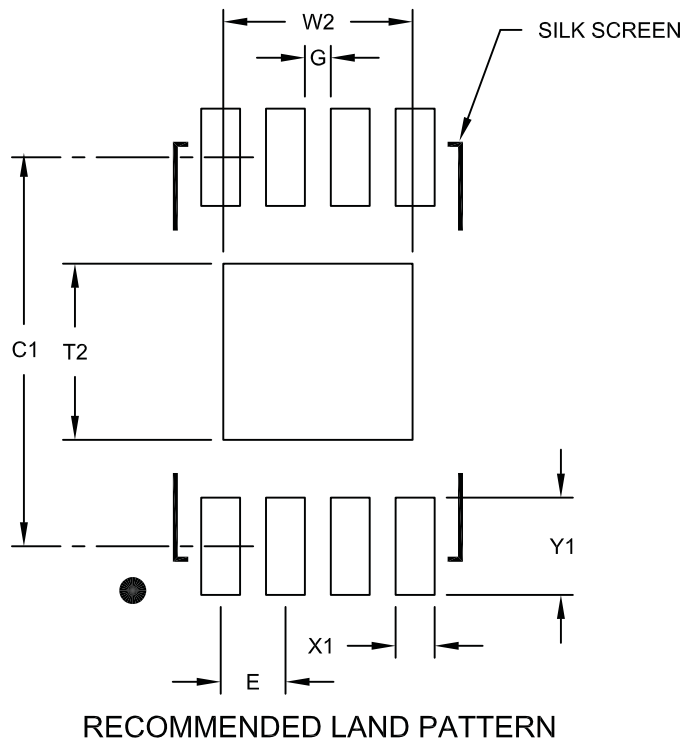 W2
SILK SCREEN
G
C1
T2
Y1
X1
E
RECOMMENDED LAND PATTERN